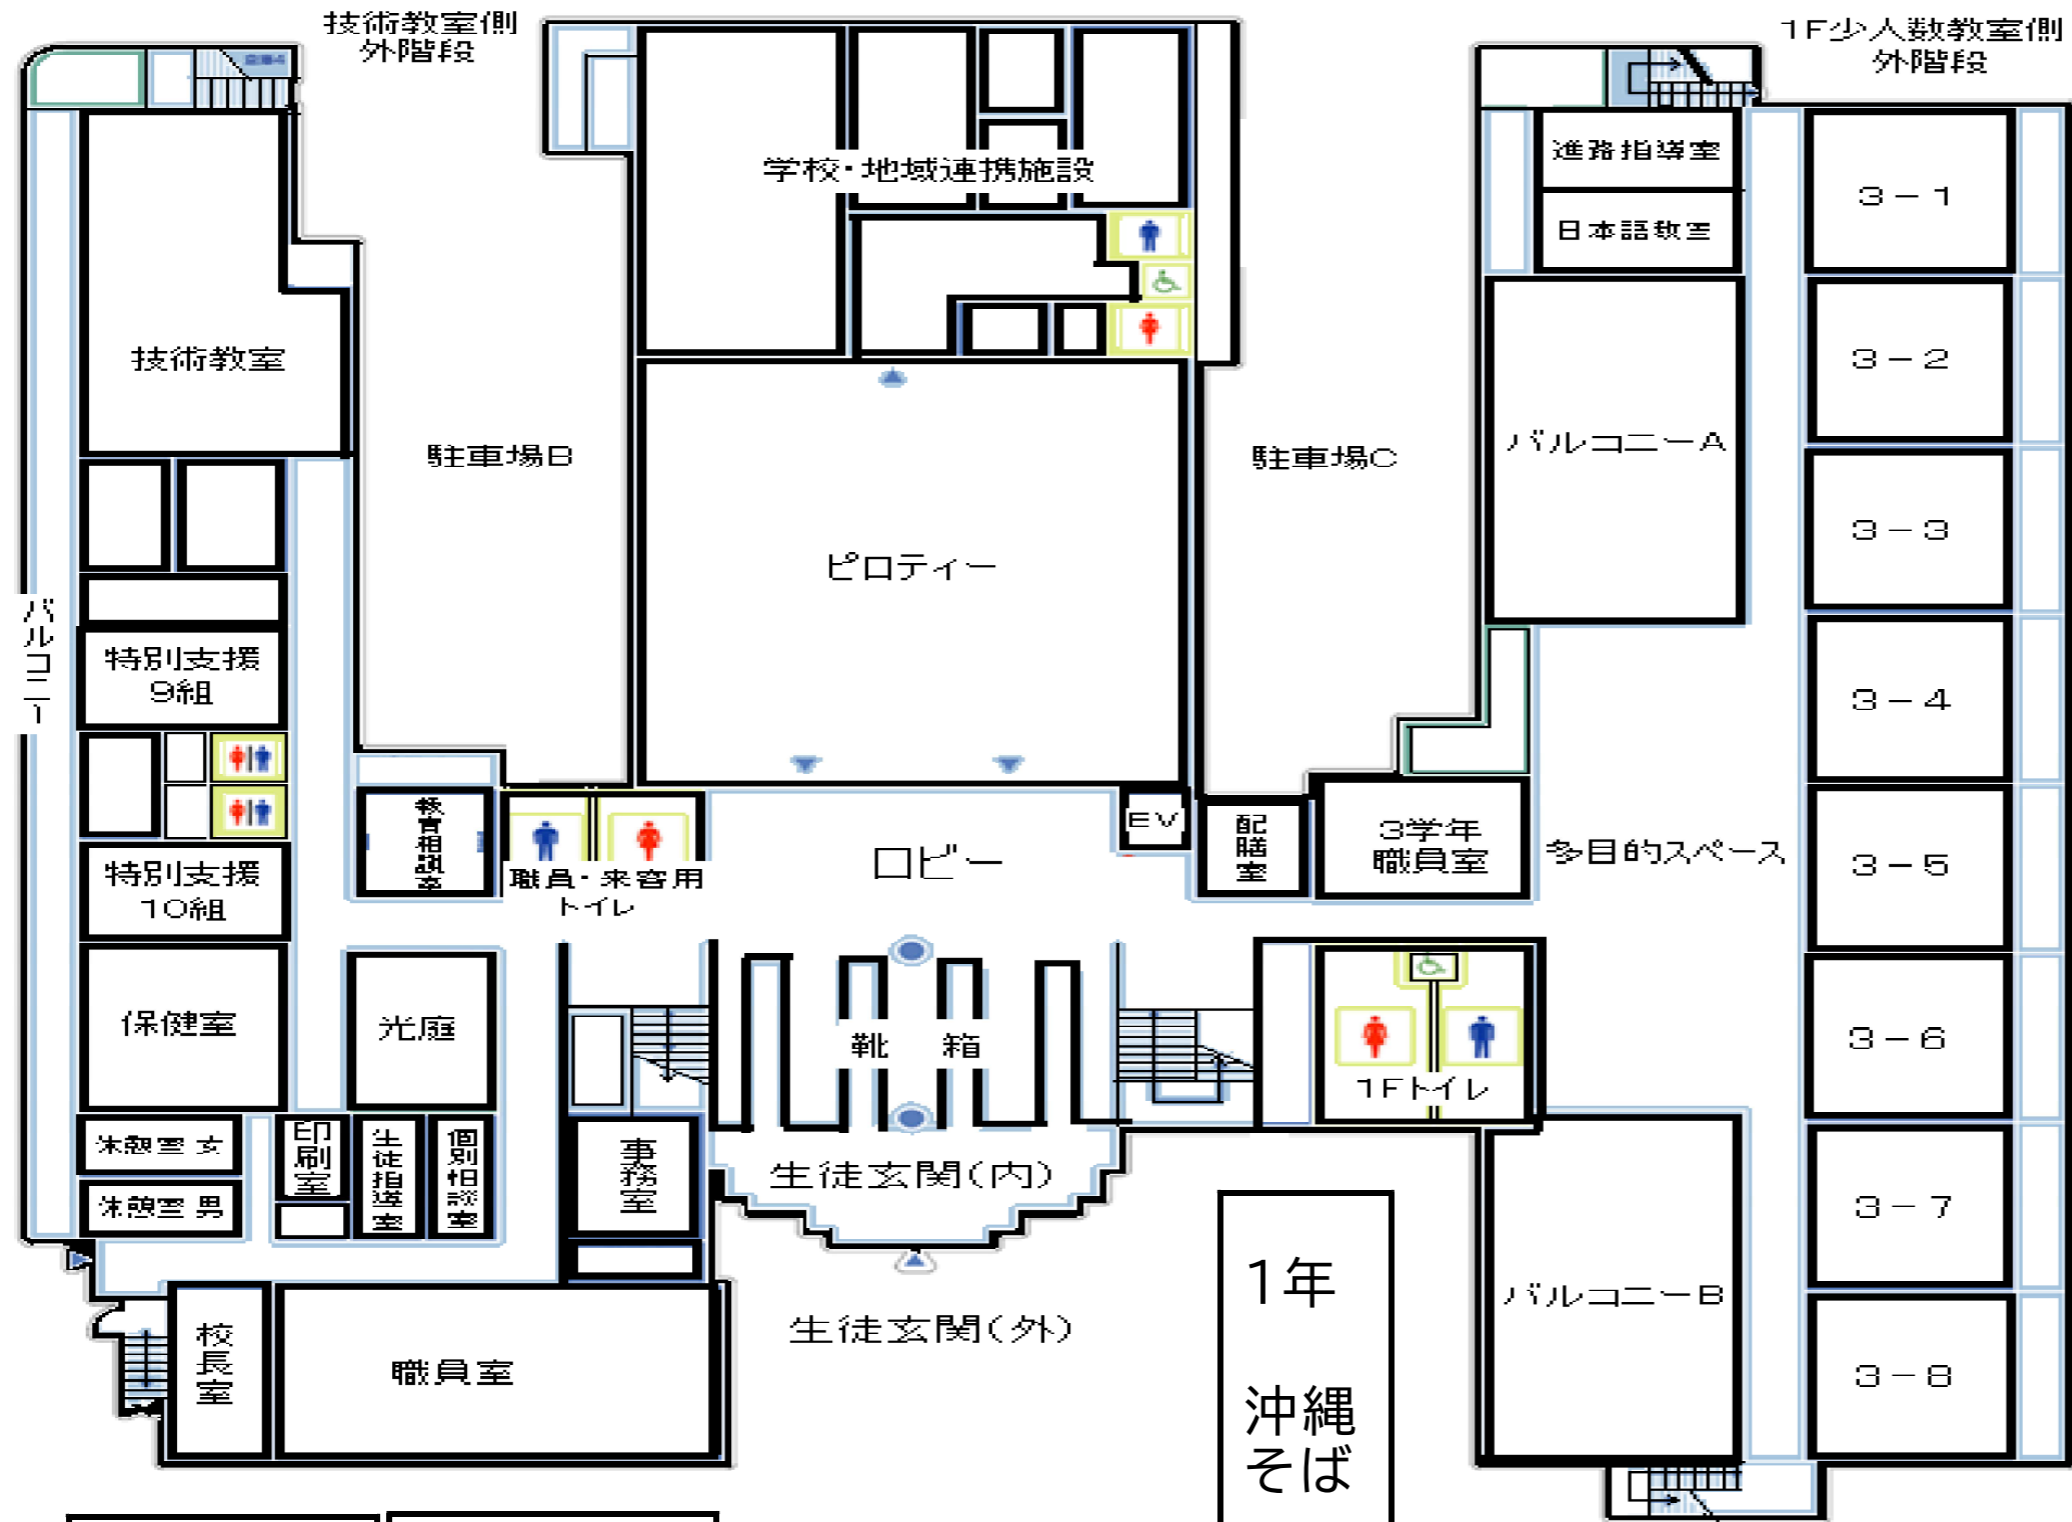 技術教室側
外階段
1F少人数教室側
外階段
学校・地域連携施設
進路指導室
日本語教室
3-1
3-2
3-3
3-4
3-5
3-6
3-7
3-8
技術教室
駐車場B
駐車場C
バルコニーA
ピロティー
バルコニー
特別支援
9組
特別支援
10組
教育相談室
職員・来客用
トイレ
ロビー
EV
配膳室
3学年
職員室
多目的スペース
保健室
光庭
靴箱
1Fトイレ
休憩室 女
休憩室 男
印刷室
生徒指導室
個別相談室
事務室
生徒玄関(内)
生徒玄関(外)
校長室
職員室
バルコニーB
1年
沖縄
そば